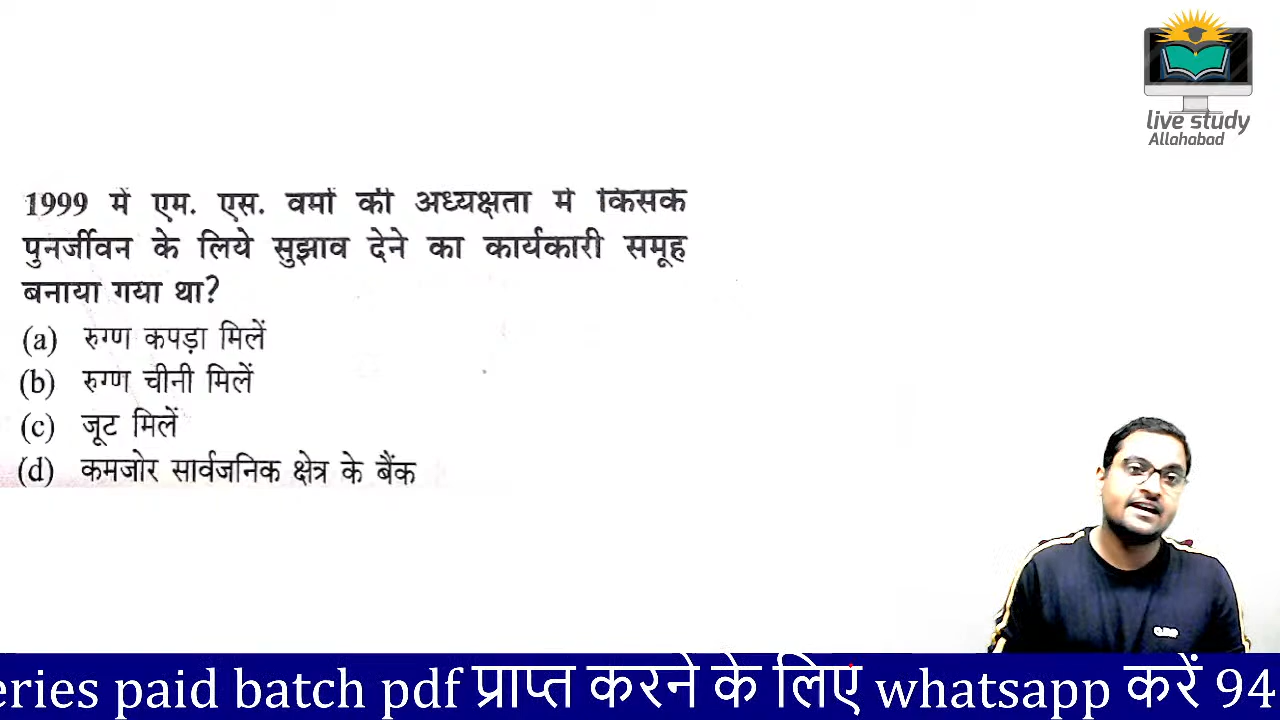 live study
Allahabad
1999 में एम. एस. वर्मा की अध्यक्षता में किसके
पुनर्जीवन के लिये सुझाव देने का कार्यकारी समूह
बनाया गया था?
(a) रुग्ण कपड़ा मिलें
(b) रुग्ण चीनी मिलें
(c) जूट मिलें
(d) कमजोर सार्वजनिक क्षेत्र के बैंक
eries paid batch pdf प्राप्त करने के लिए whatsapp करें 94